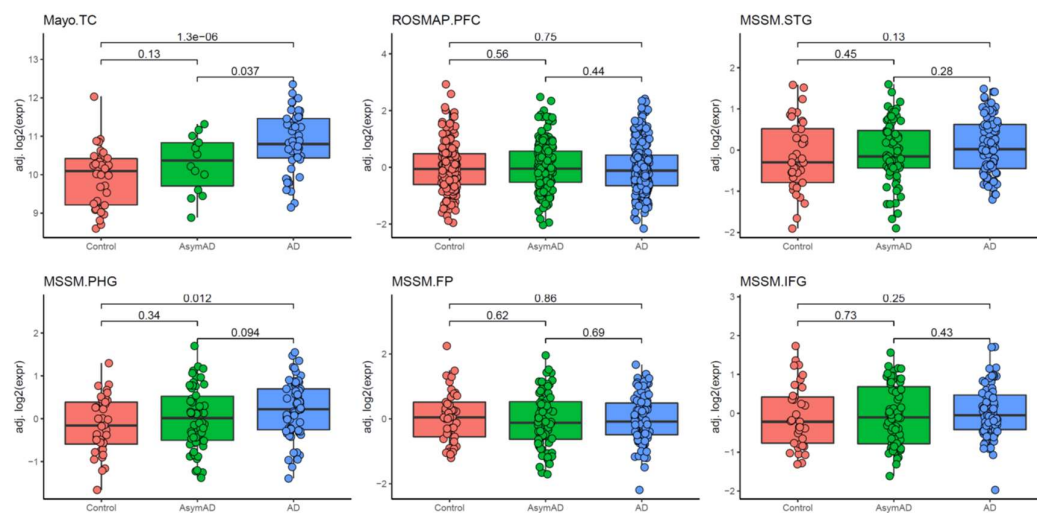 Mayo.TC
1.3e−06
0.13
0.037
13
12
11
10
9
adj. log2(expr)
Control
AsymAD
AD
ROSMAP.PFC
0.75
0.56
0.44
4
2
0
−2
adj. log2(expr)
Control
AsymAD
AD
MSSM.STG
0.13
0.45
0.28
2
1
0
−1
−2
adj. log2(expr)
Control
AsymAD
AD
MSSM.PHG
0.012
0.34
0.094
2
1
0
−1
adj. log2(expr)
Control
AsymAD
AD
MSSM.FP
0.86
0.62
0.69
2
0
−2
adj. log2(expr)
Control
AsymAD
AD
MSSM.IFG
0.25
0.73
0.43
3
2
1
0
−1
−2
adj. log2(expr)
Control
AsymAD
AD